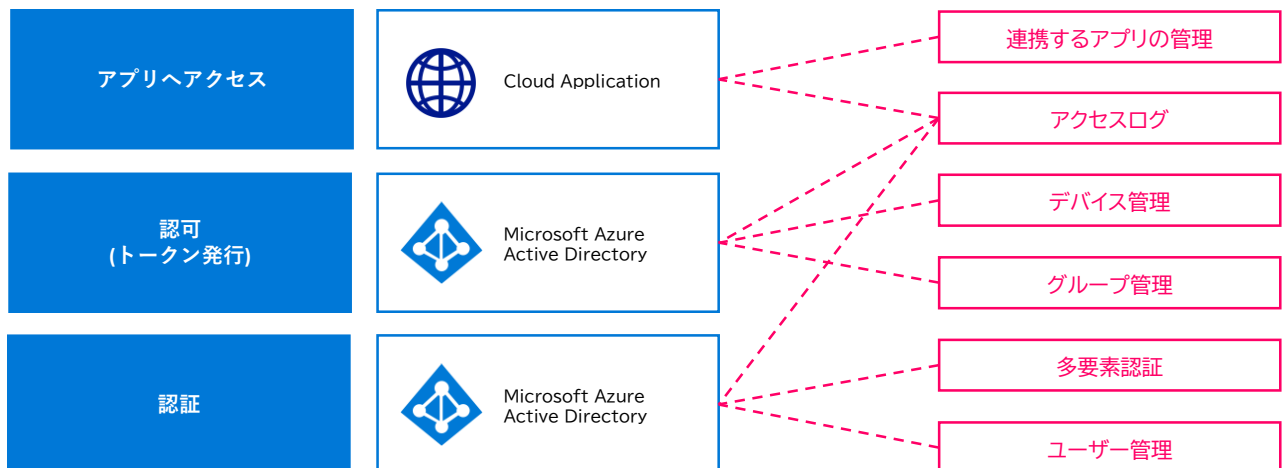 アプリへアクセス
Cloud Application
連携するアプリの管理
アクセスログ
認可
(トークン発行)
Microsoft Azure
Active Directory
デバイス管理
グループ管理
認証
Microsoft Azure
Active Directory
多要素認証
ユーザー管理